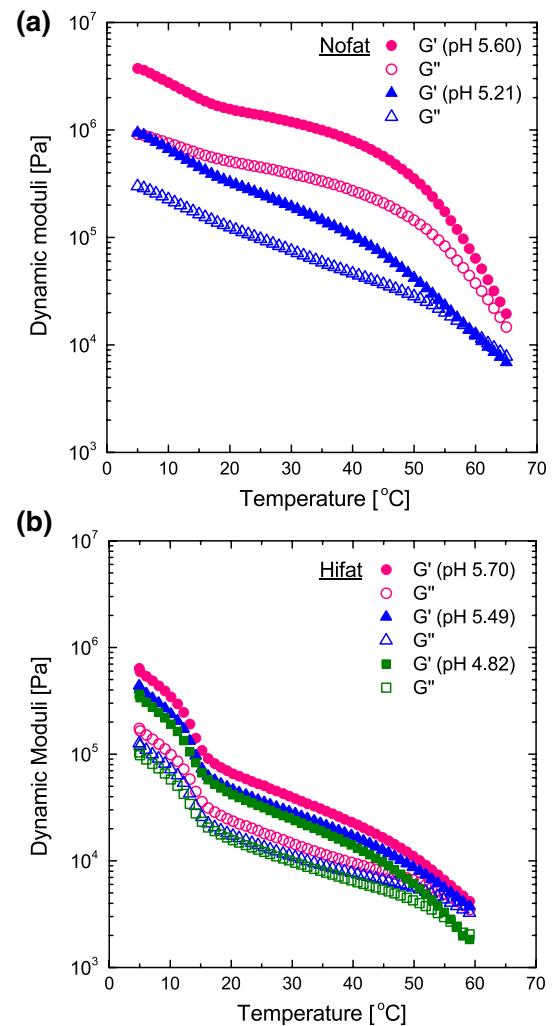 (a)
Nofat
G' (pH 5.60)
G"
G' (pH 5.21)
G"
Dynamic moduli [Pa]
10^7
10^6
10^5
10^4
10^3
0 10 20 30 40 50 60 70
Temperature [°C]
(b)
Hifat
G' (pH 5.70)
G"
G' (pH 5.49)
G"
G' (pH 4.82)
G"
Dynamic Moduli [Pa]
10^7
10^6
10^5
10^4
10^3
0 10 20 30 40 50 60 70
Temperature [°C]